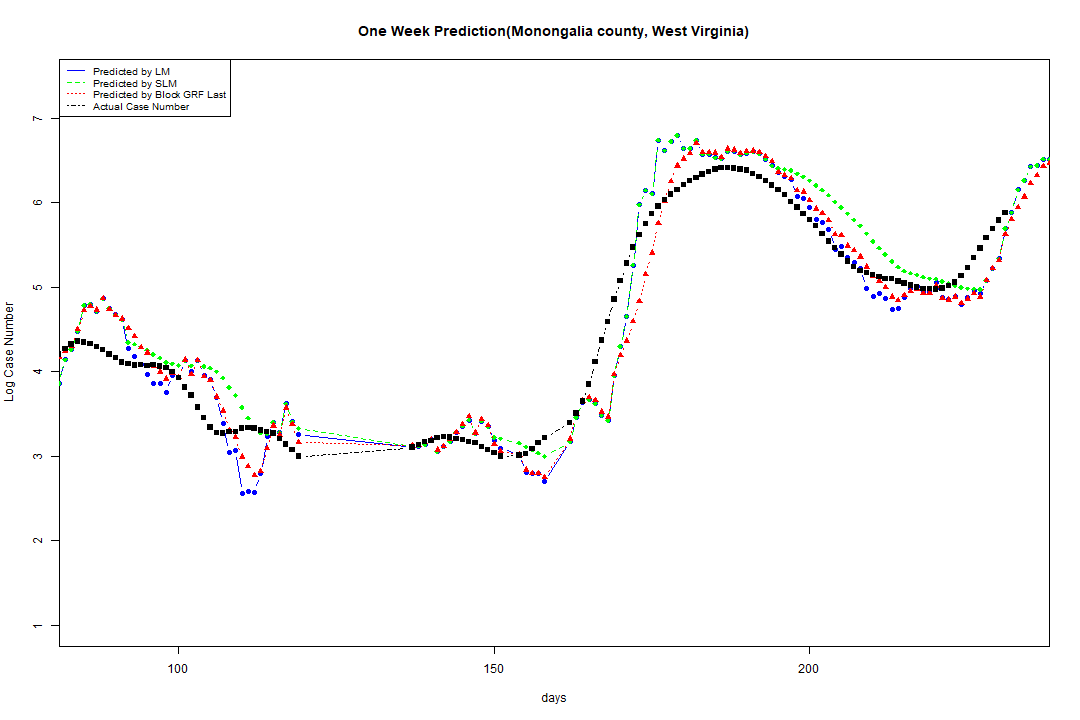 One Week Prediction(Monongalia county, West Virginia)
Predicted by LM
Predicted by SLM
Predicted by Block GRF Last
Actual Case Number
7
6
5
4
3
2
1
Log Case Number
100 150 200
days